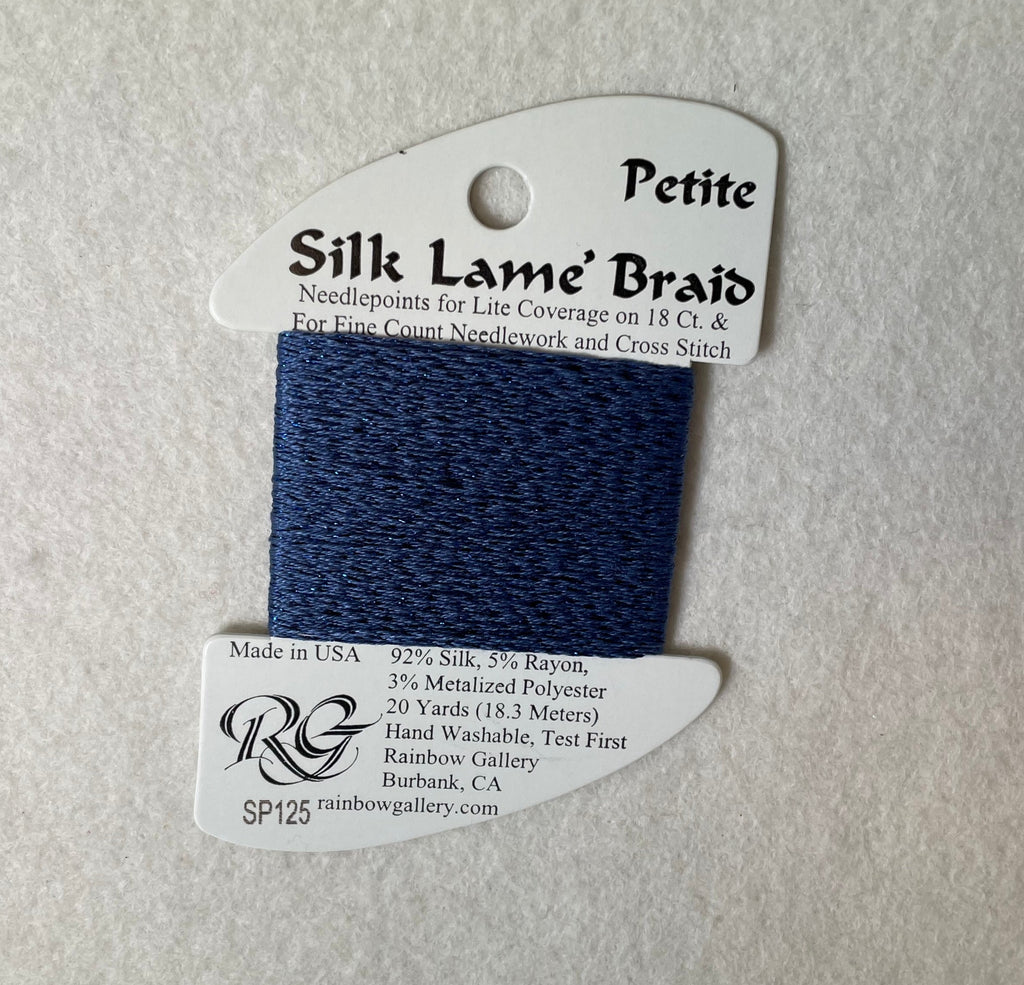 Petite
Silk Lame' Braid
Needlepoints for Lite Coverage on 18 Ct. &
For Fine Count Needlework and Cross Stitch
Made in USA
92% Silk, 5% Rayon,
3% Metalized Polyester
20 Yards (18.3 Meters)
Hand Washable, Test First
Rainbow Gallery
Burbank, CA
rainbowgallery.com
RG
SP125